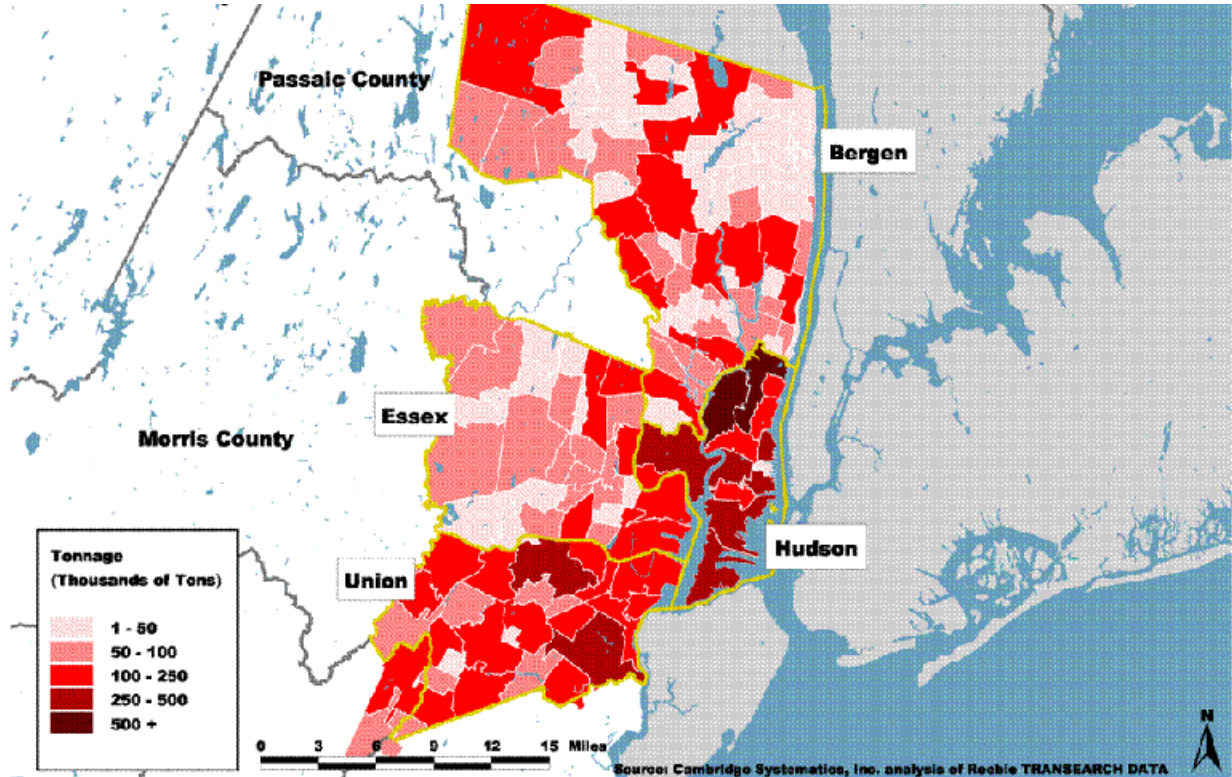 Passaic County
Bergen
Essex
Morris County
Hudson
Union
Tonnage
(Thousands of Tons)
1 - 50
50 - 100
100 - 250
250 - 500
500 +
0 3 6 9 12 15 Miles
N
Source: Cambridge Systematics, Inc. analysis of Reebie TRANSEARCH DATA